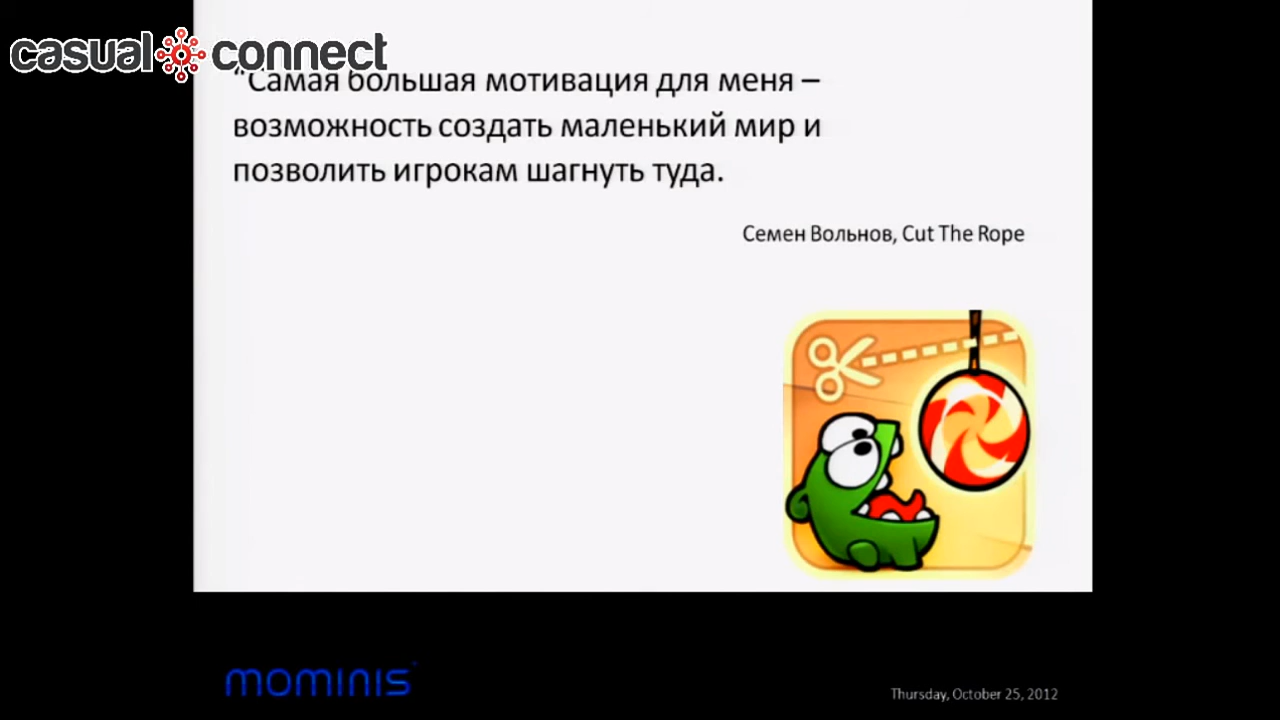 casual connect
“Самая большая мотивация для меня –
возможность создать маленький мир и
позволить игрокам шагнуть туда.
Семен Вольнов, Cut The Rope
mominis
Thursday, October 25, 2012